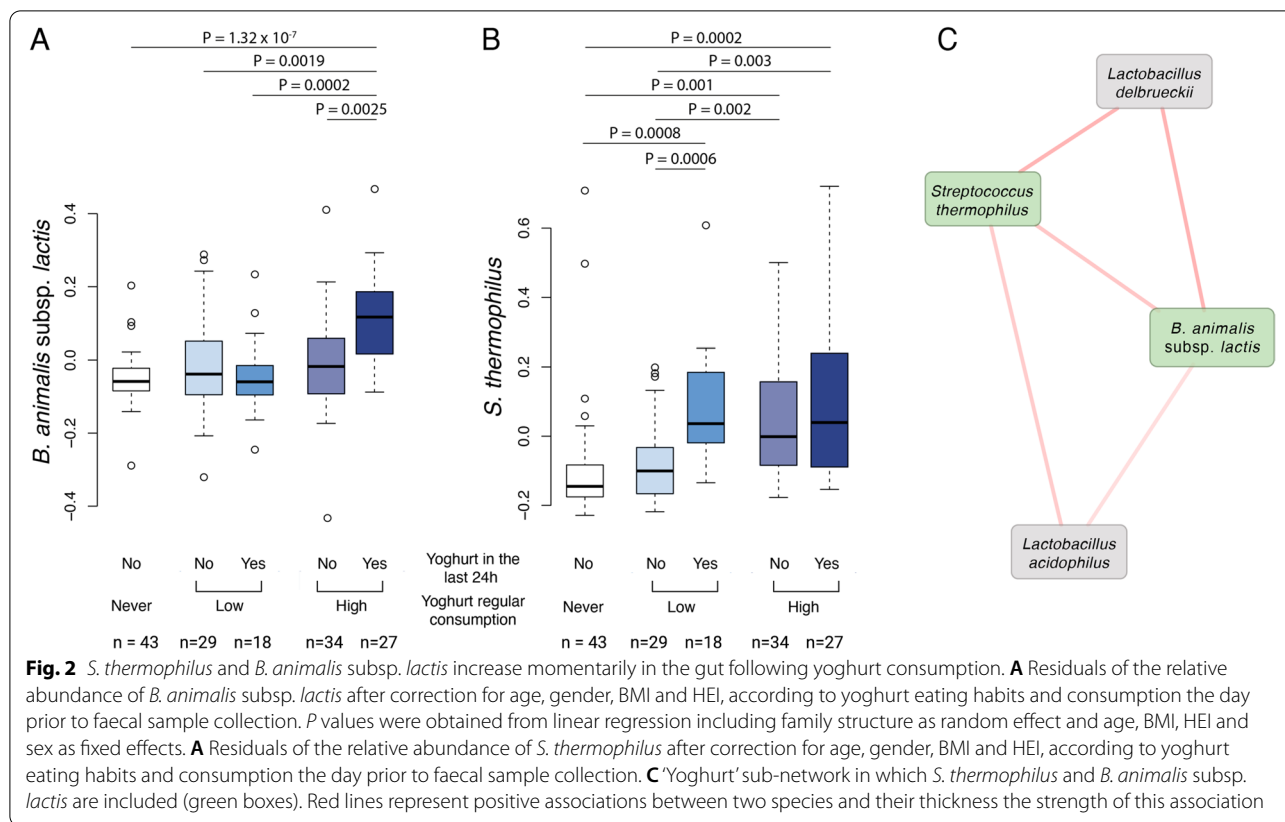 A
P = 1.32 x 10-7
P = 0.0019
P = 0.0002
P = 0.0025
B. animalis subsp. lactis
0.4
0.2
0.0
−0.2
−0.4
No
No Yes
No Yes
Never
Low
High
n = 43 n=29 n=18 n=34 n=27
Yoghurt in the
last 24h
Yoghurt regular
consumption
B
P = 0.0002
P = 0.003
P = 0.001
P = 0.002
P = 0.0008
P = 0.0006
S. thermophilus
0.6
0.4
0.2
0.0
−0.2
No
No Yes
No Yes
Never
Low
High
n = 43 n=29 n=18 n=34 n=27
C
Lactobacillus
delbrueckii
Streptococcus
thermophilus
B. animalis
subsp. lactis
Lactobacillus
acidophilus
Fig. 2 S. thermophilus and B. animalis subsp. lactis increase momentarily in the gut following yoghurt consumption. A Residuals of the relative
abundance of B. animalis subsp. lactis after correction for age, gender, BMI and HEI, according to yoghurt eating habits and consumption the day
prior to faecal sample collection. P values were obtained from linear regression including family structure as random effect and age, BMI, HEI and
sex as fixed effects. A Residuals of the relative abundance of S. thermophilus after correction for age, gender, BMI and HEI, according to yoghurt
eating habits and consumption the day prior to faecal sample collection. C ‘Yoghurt’ sub-network in which S. thermophilus and B. animalis subsp.
lactis are included (green boxes). Red lines represent positive associations between two species and their thickness the strength of this association